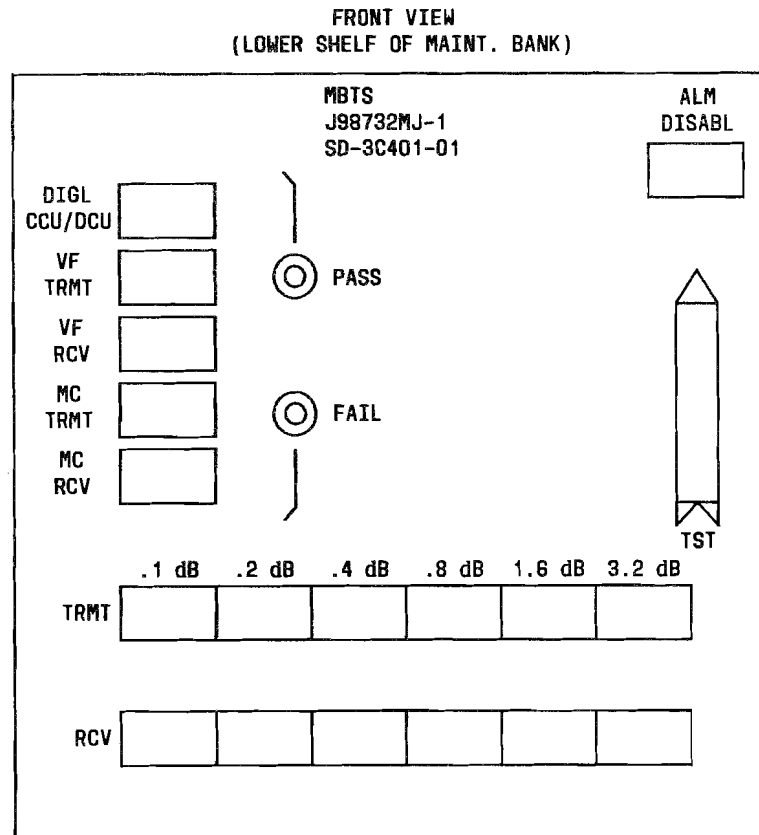 FRONT VIEW
(LOWER SHELF OF MAINT. BANK)
MBTS
J98732MJ-1
SD-3C401-01
ALM
DISABL
DIGL
CCU/DCU
VF
TRMT
VF
RCV
MC
TRMT
MC
RCV
PASS
FAIL
TST
.1 dB .2 dB .4 dB .8 dB 1.6 dB 3.2 dB
TRMT
RCV